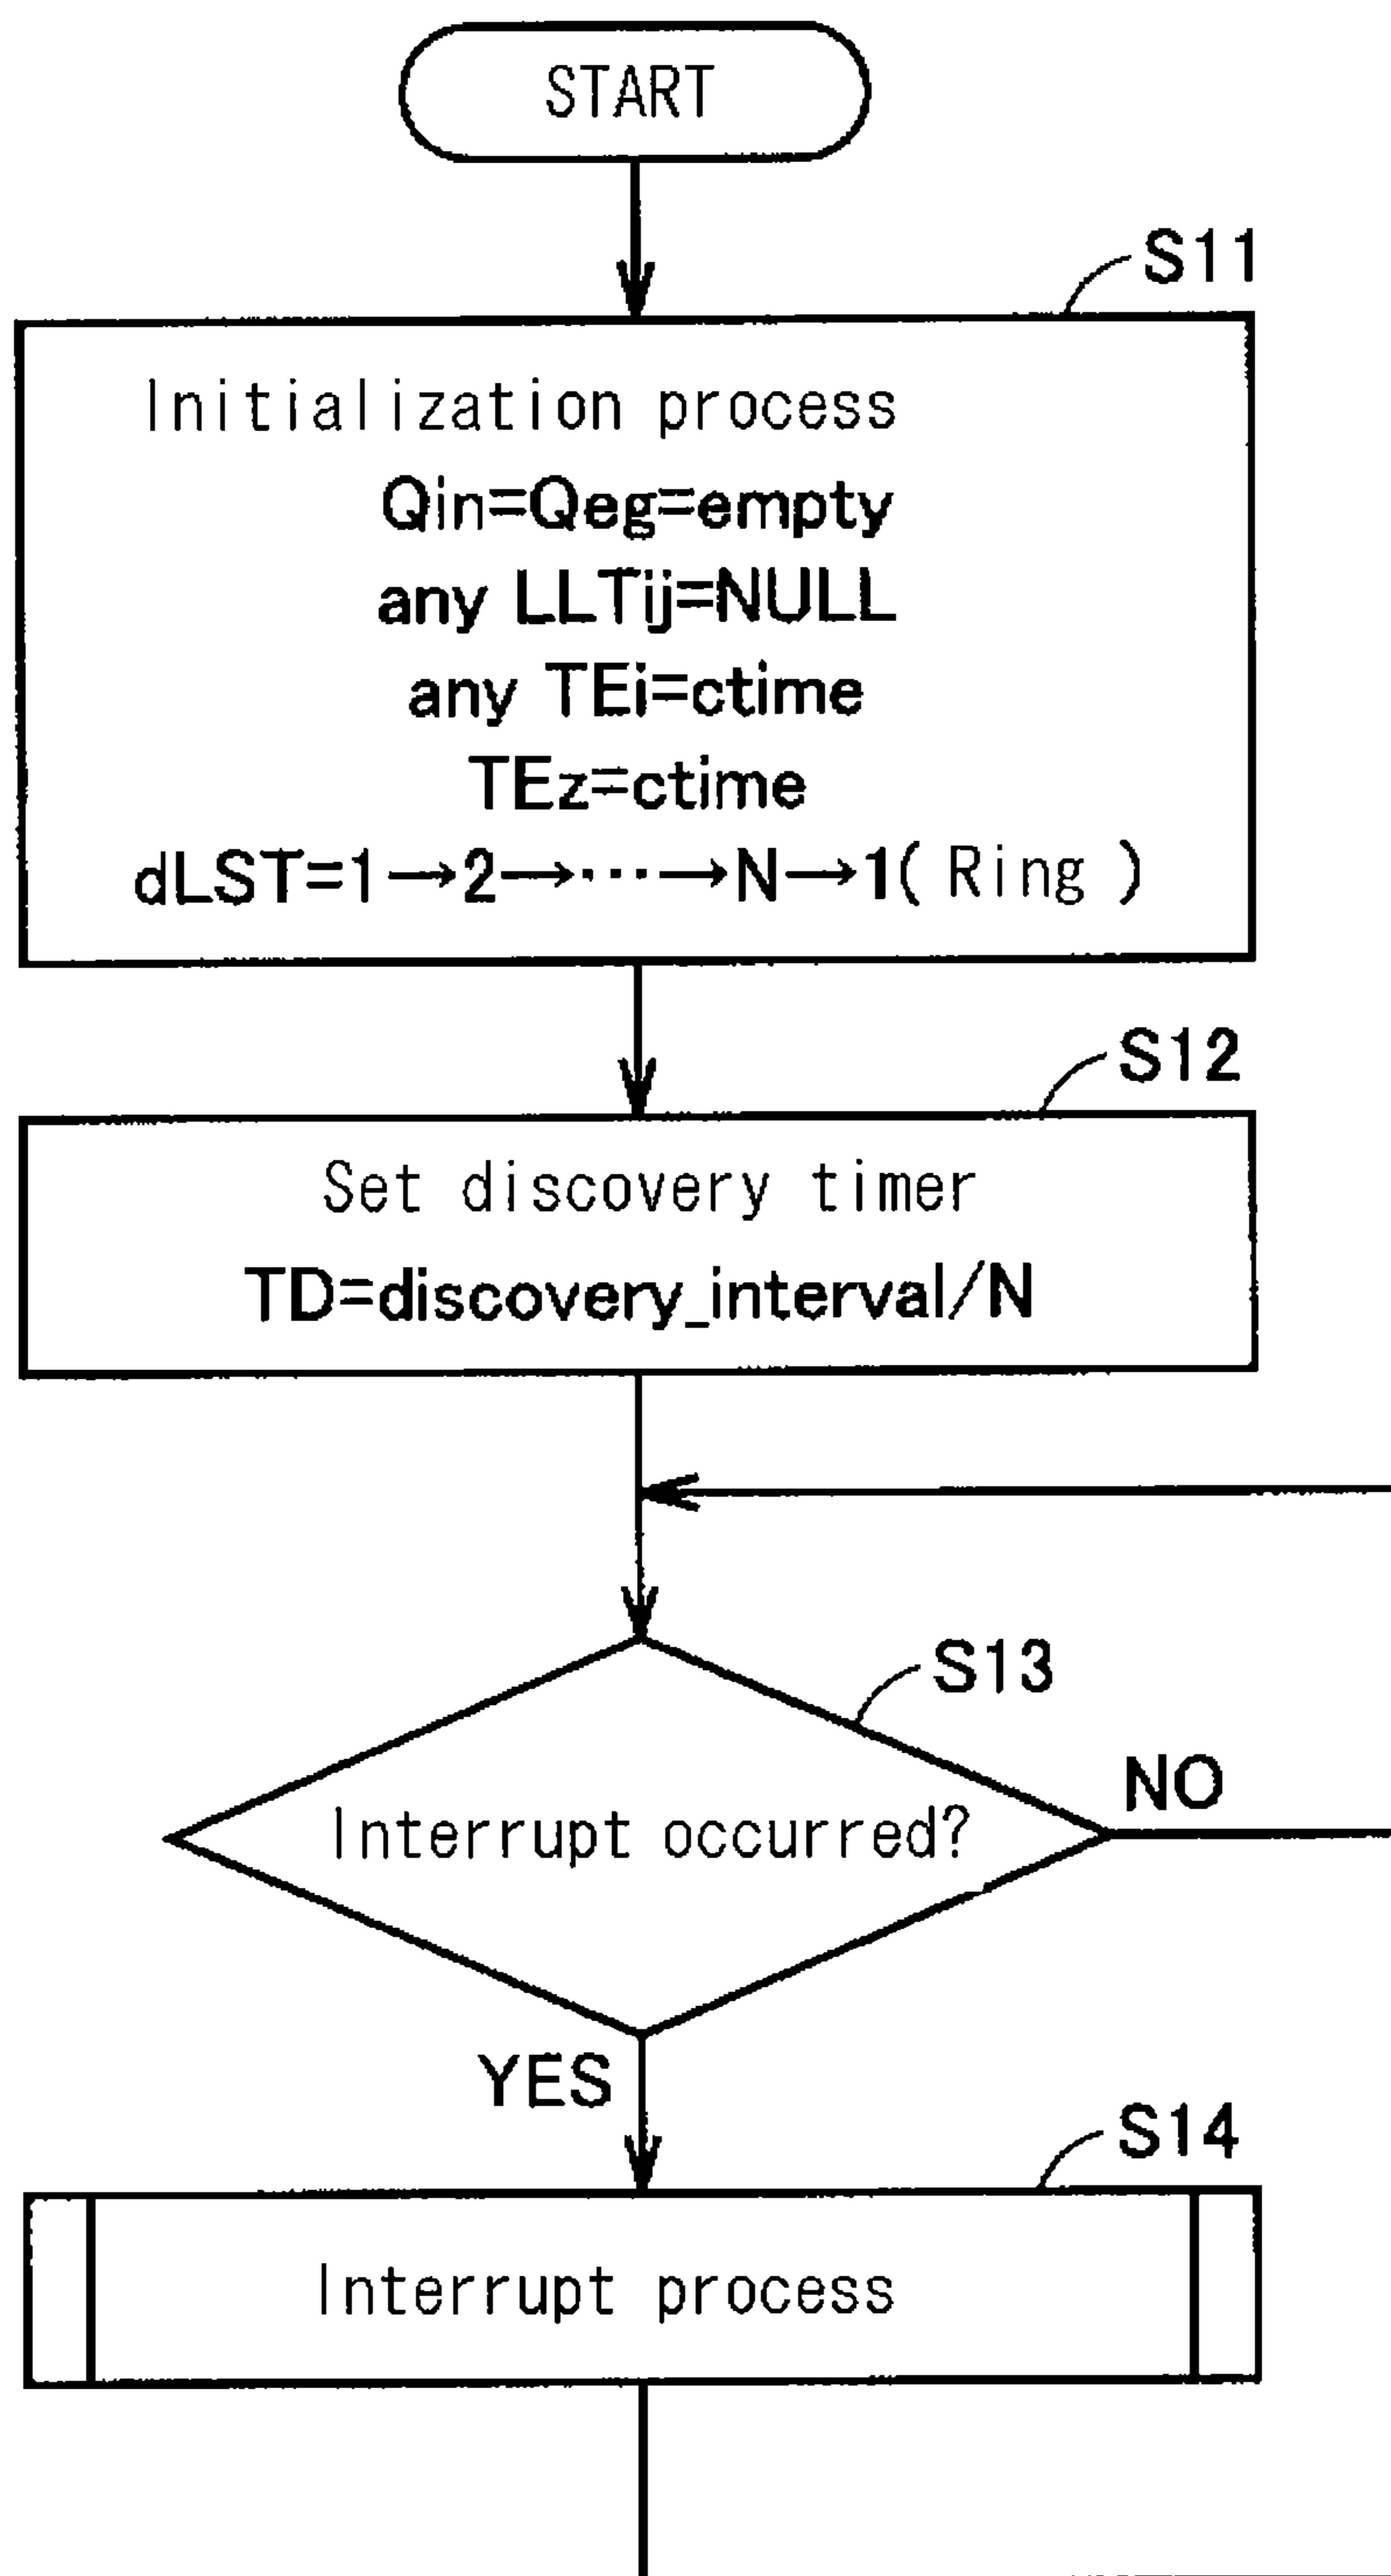 START
S11
Initialization process
Qin=Qeg=empty
any LLTij=NULL
any TEi=ctime
TEz=ctime
dLST=1→2→⋯→N→1( Ring )
S12
Set discovery timer
TD=discovery_interval/N
S13
NO
Interrupt occurred?
YES
S14
Interrupt process